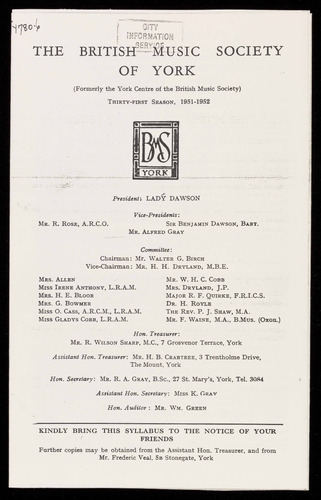 y780.6
CITY
INFORMATION
SERVICE
THE BRITISH MUSIC SOCIETY
OF YORK
(Formerly the York Centre of the British Music Society)
THIRTY-FIRST SEASON, 1951-1952
BMS
YORK
President: LADY DAWSON
Vice-Presidents:
MR. R. ROSE, A.R.C.O. SIR BENJAMIN DAWSON, BART.
MR. ALFRED GRAY
Committee:
Chairman: MR. WALTER G. BIRCH
Vice-Chairman: MR. H. H. DRYLAND, M.B.E.
MRS. ALLEN MR. W. H. C. COBB
MISS IRENE ANTHONY, L.R.A.M. MRS. DRYLAND, J.P.
MRS. H. E. BLOOR MAJOR R. F. QUIRKE, F.R.I.C.S.
MRS. G. BOWMER DR. H. ROYLE
MISS O. CASS, A.R.C.M., L.R.A.M. THE REV. P. J. SHAW, M.A.
MISS GLADYS COBB, L.R.A.M. MR. F. WAINE, M.A., B.MUS. (OXON.)
Hon. Treasurer:
MR. R. WILSON SHARP, M.C., 7 Grosvenor Terrace, York
Assistant Hon. Treasurer: MR. H. B. CRABTREE, 3 Trentholme Drive,
The Mount, York
Hon. Secretary: MR. R. A. GRAY, B.Sc., 27 St. Mary's, York, Tel. 3084
Assistant Hon. Secretary: MISS K. GRAY
Hon. Auditor: MR. WM. GREEN
KINDLY BRING THIS SYLLABUS TO THE NOTICE OF YOUR
FRIENDS
Further copies may be obtained from the Assistant Hon. Treasurer, and from
Mr. Frederic Veal, 8a Stonegate, York